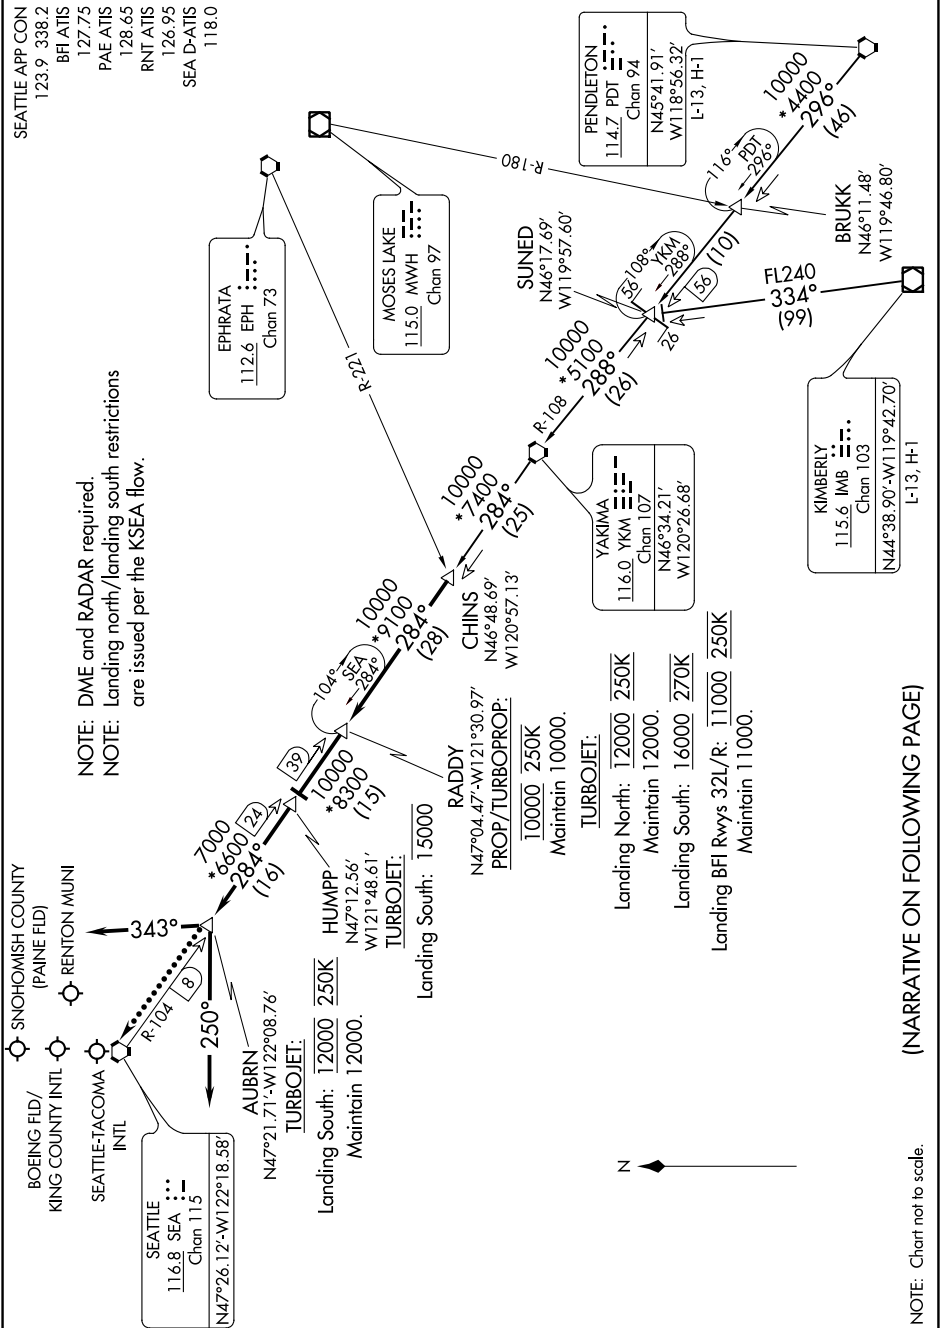 SEATTLE APP CON
123.9 338.2
BFI ATIS
127.75
PAE ATIS
128.65
RNT ATIS
126.95
SEA D-ATIS
118.0
NOTE: DME and RADAR required.
NOTE: Landing north/landing south restrictions
are issued per the KSEA flow.
SNOHOMISH COUNTY
(PAINE FLD)
RENTON MUNI
BOEING FLD/
KING COUNTY INTL
SEATTLE-TACOMA
INTL
SEATTLE
116.8 SEA
Chan 115
N47°26.12'-W122°18.58'
343°
R-104
8
250°
AUBRN
N47°21.71'-W122°08.76'
TURBOJET:
Landing South: 12000 250K
Maintain 12000.
7000
*6600
284°
(16)
24
HUMPP
N47°12.56'
W121°48.61'
TURBOJET:
Landing South: 15000
39
10000
*8300
(15)
104°
SEA
284°
RADDY
N47°04.47'-W121°30.97'
PROP/TURBOPROP:
10000 250K
Maintain 10000.
TURBOJET:
Landing North: 12000 250K
Maintain 12000.
Landing South: 16000 270K
Landing BFI Rwys 32L/R: 11000 250K
Maintain 11000.
10000
*9100
284°
(28)
CHINS
N46°48.69'
W120°57.13'
EPHRATA
112.6 EPH
Chan 73
R-221
MOSES LAKE
115.0 MWH
Chan 97
R-180
10000
*7400
284°
(25)
YAKIMA
116.0 YKM
Chan 107
N46°34.21'
W120°26.68'
R-108
10000
*5100
288°
(26)
SUNED
N46°17.69'
W119°57.60'
56
108°
YKM
288°
56
26
(10)
FL240
334°
(99)
KIMBERLY
115.6 IMB
Chan 103
N44°38.90'-W119°42.70'
L-13, H-1
BRUKK
N46°11.48'
W119°46.80'
116°
PDT
296°
10000
*4400
296°
(46)
PENDLETON
114.7 PDT
Chan 94
N45°41.91'
W118°56.32'
L-13, H-1
N
(NARRATIVE ON FOLLOWING PAGE)
NOTE: Chart not to scale.